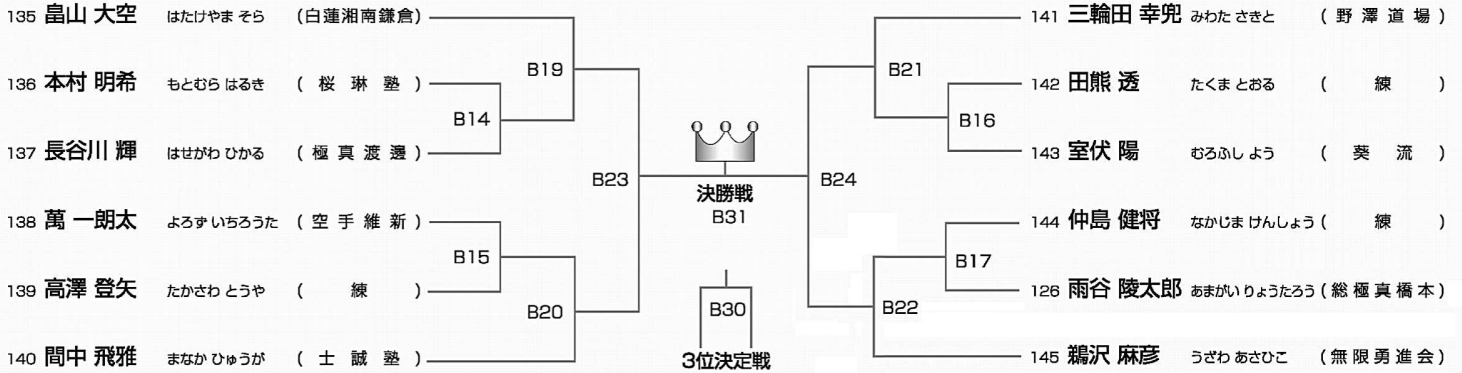 135 畠山 大空 はたけやま そら (白蓮湘南鎌倉)
136 本村 明希 もとむら はるき (桜琳塾)
137 長谷川 輝 はせがわ ひかる (極真渡邊)
138 萬 一朗太 よろず いちろうた (空手維新)
139 高澤 登矢 たかさわ とうや (練)
140 間中 飛雅 まなか ひゅうが (士誠塾)
B19
B14
B23
B15
B20
決勝戦
B31
B30
3位決定戦
B21
B16
B24
B17
B22
141 三輪田 幸兜 みわた さきと (野澤道場)
142 田熊 透 たくま とおる (練)
143 室伏 陽 むろふし よう (葵流)
144 仲島 健将 なかじま けんしょう (練)
126 雨谷 陵太郎 あまがい りょうたろう (総極真橋本)
145 鵜沢 麻彦 うざわ あさひこ (無限勇進会)